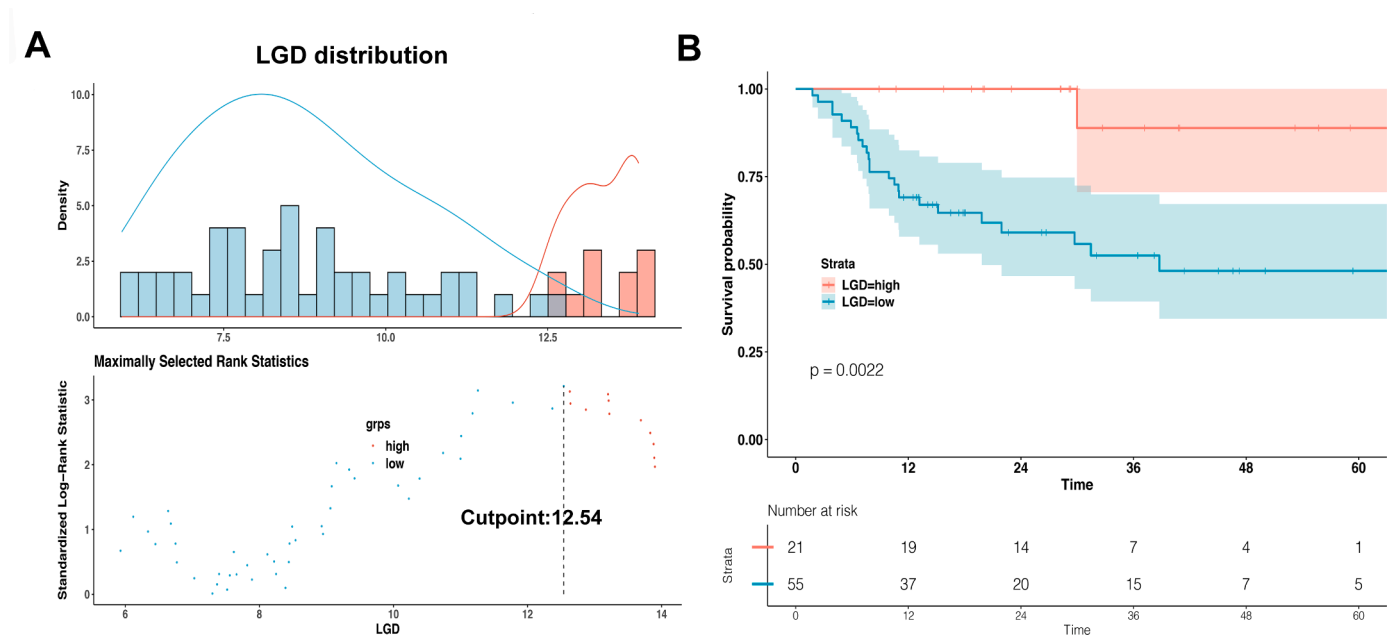 A
LGD distribution
Density
10.0
7.5
5.0
2.5
0.0
7.5 10.0 12.5
Maximally Selected Rank Statistics
Standardized Log−Rank Statistic
3
2
1
0
grps
high
low
Cutpoint:12.54
6 8 10 12 14
LGD
B
Survival probability
1.00
0.75
0.50
0.25
0.00
Strata
LGD=high
LGD=low
p = 0.0022
0 12 24 36 48 60
Time
Number at risk
Strata
21 19 14 7 4 1
55 37 20 15 7 5
0 12 24 36 48 60
Time